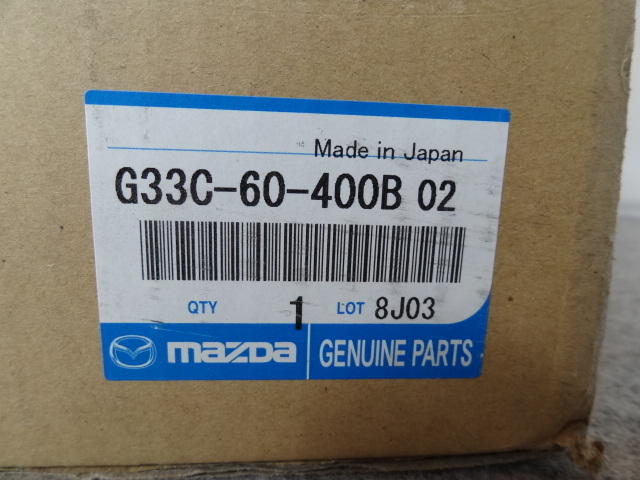 Made in Japan
G33C-60-400B 02
QTY 1 LOT 8J03
mazda GENUINE PARTS